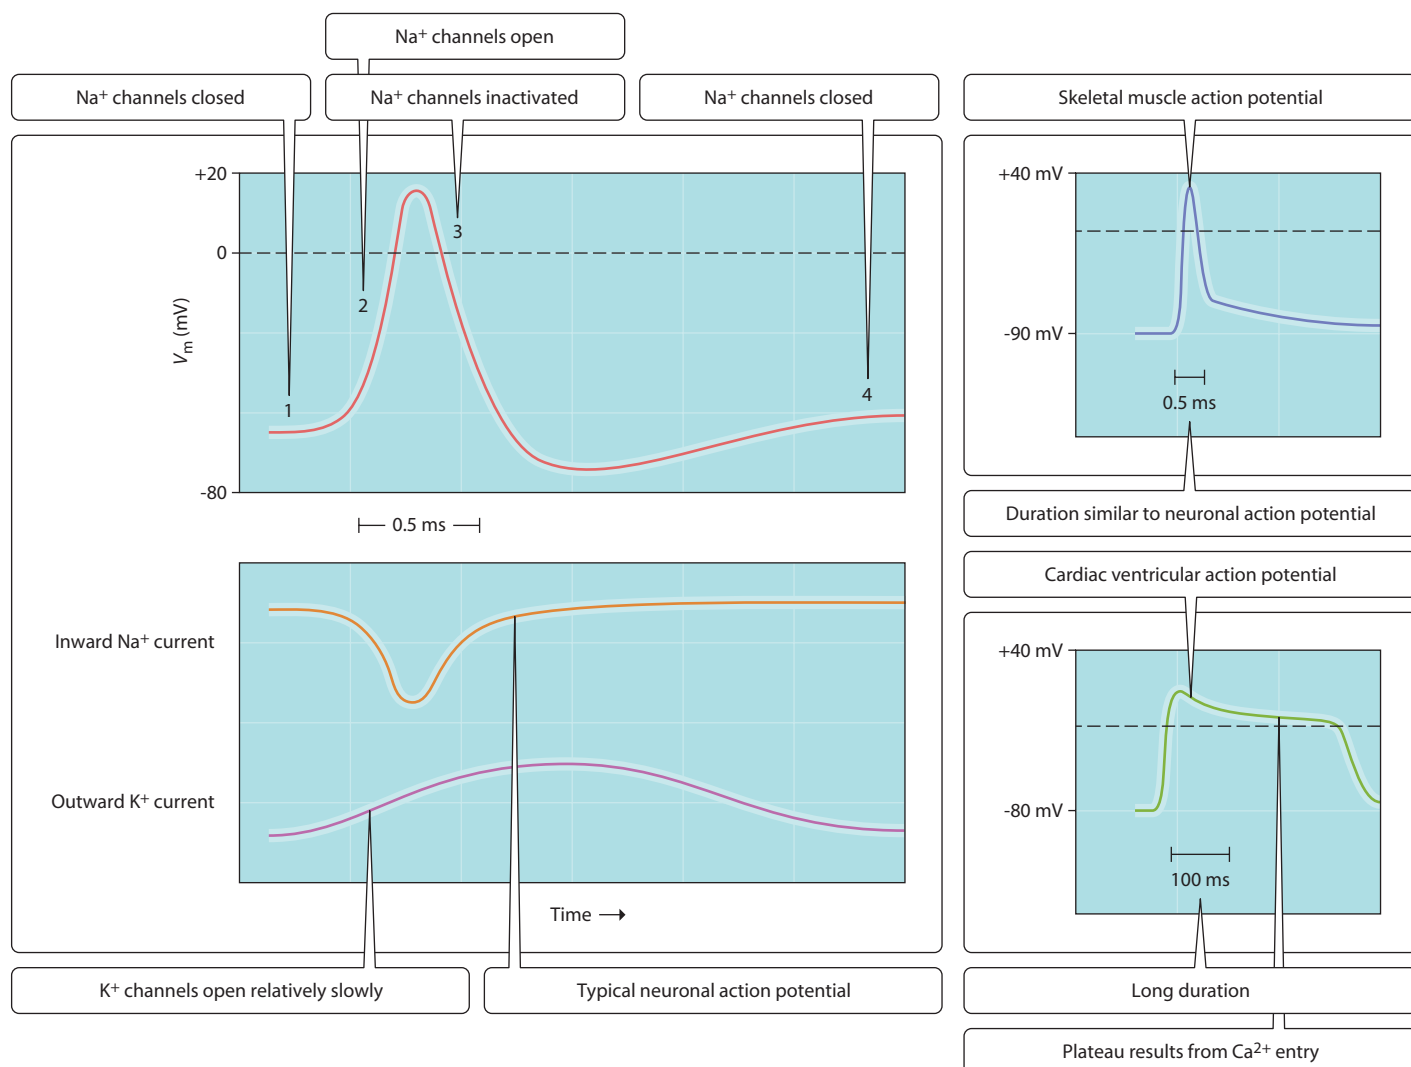 Na⁺ channels open
Na⁺ channels closed
Na⁺ channels inactivated
Na⁺ channels closed
+20
0
Vm (mV)
-80
1
2
3
4
0.5 ms
Inward Na⁺ current
Outward K⁺ current
Time →
K⁺ channels open relatively slowly
Typical neuronal action potential
Skeletal muscle action potential
+40 mV
-90 mV
0.5 ms
Duration similar to neuronal action potential
Cardiac ventricular action potential
+40 mV
-80 mV
100 ms
Long duration
Plateau results from Ca²⁺ entry